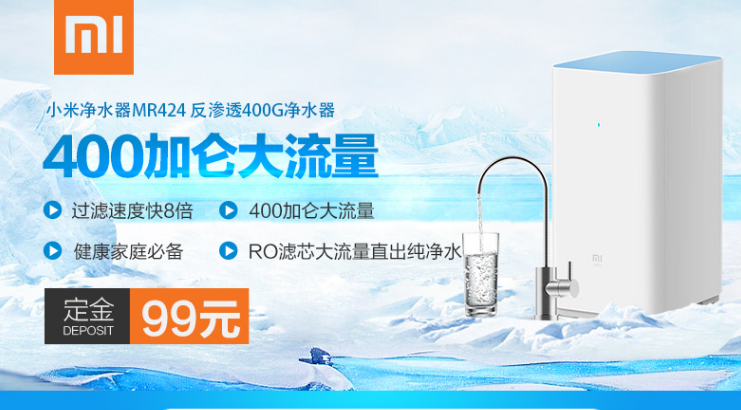 mi
小米净水器MR424 反渗透400G净水器
400加仑大流量
过滤速度快8倍
400加仑大流量
健康家庭必备
RO滤芯大流量直出纯净水
定金
DEPOSIT
99元
mi